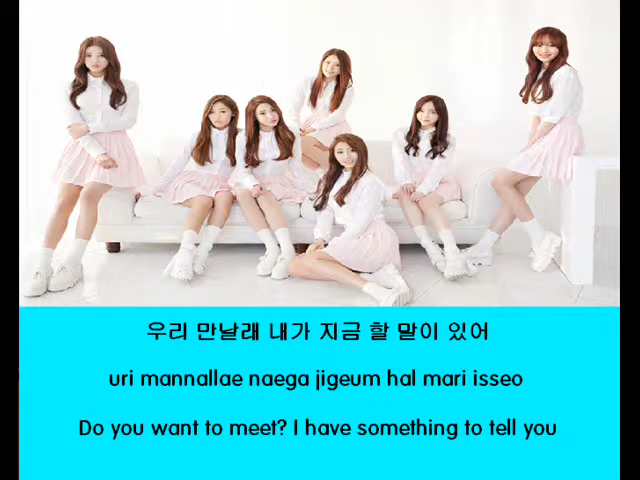 우리 만날래 내가 지금 할 말이 있어
uri mannallae naega jigeum hal mari isseo
Do you want to meet? I have something to tell you